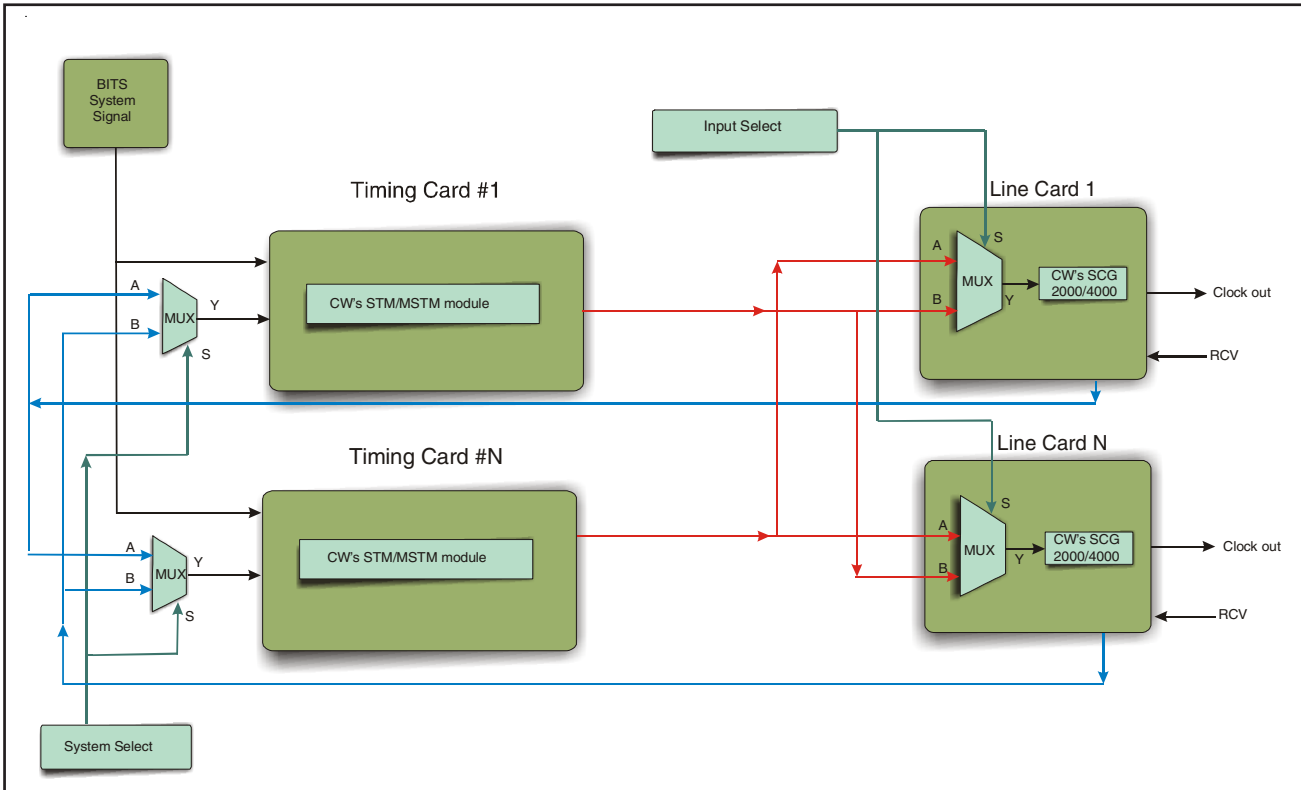 BITS
System
Signal
Input Select
Timing Card #1
Line Card 1
A
S
MUX
B
Y
CW's SCG
2000/4000
Clock out
RCV
A
B
MUX
Y
S
CW's STM/MSTM module
Timing Card #N
Line Card N
A
S
MUX
B
Y
CW's SCG
2000/4000
Clock out
RCV
A
B
MUX
Y
S
CW's STM/MSTM module
System Select